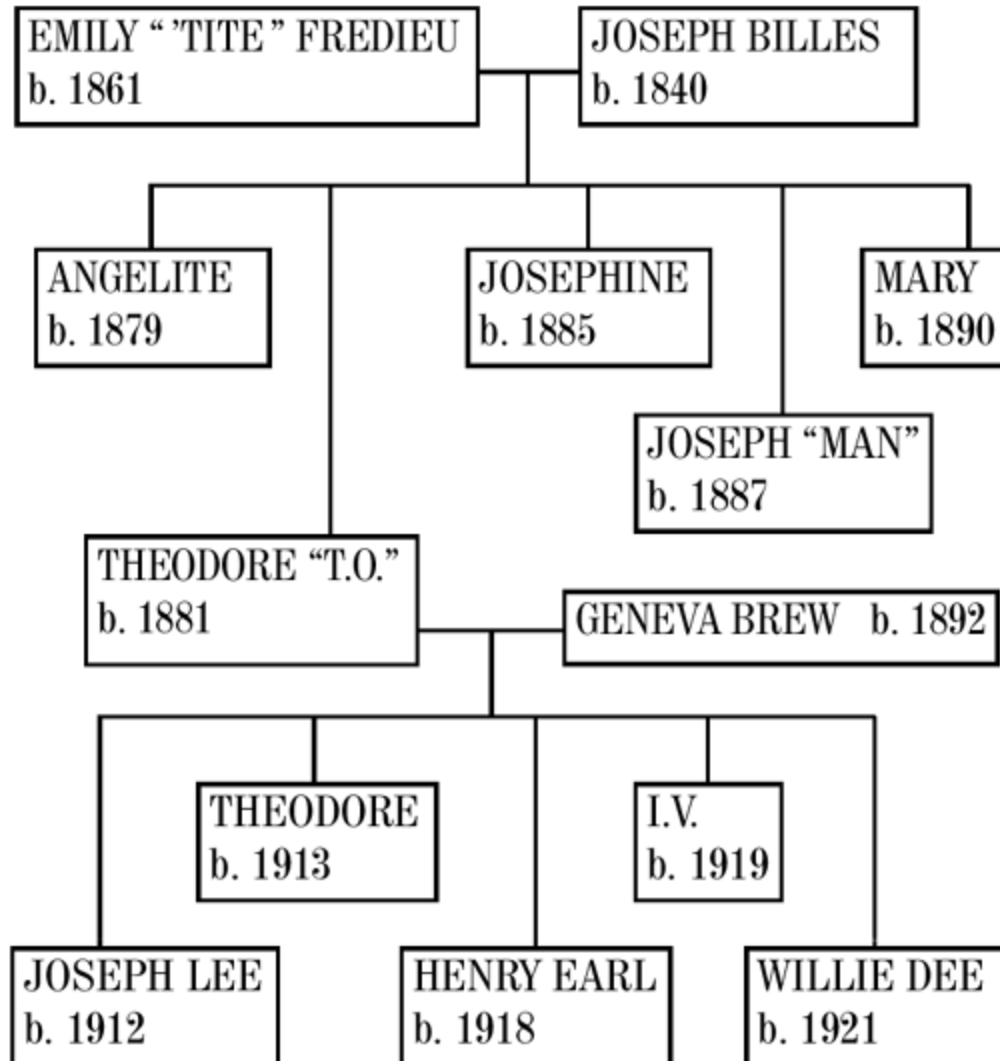 EMILY “ ’TITE ” FREDIEU
b. 1861
JOSEPH BILLES
b. 1840
ANGELITE
b. 1879
JOSEPHINE
b. 1885
MARY
b. 1890
JOSEPH “MAN”
b. 1887
THEODORE “T.O.”
b. 1881
GENEVA BREW b. 1892
THEODORE
b. 1913
I.V.
b. 1919
JOSEPH LEE
b. 1912
HENRY EARL
b. 1918
WILLIE DEE
b. 1921